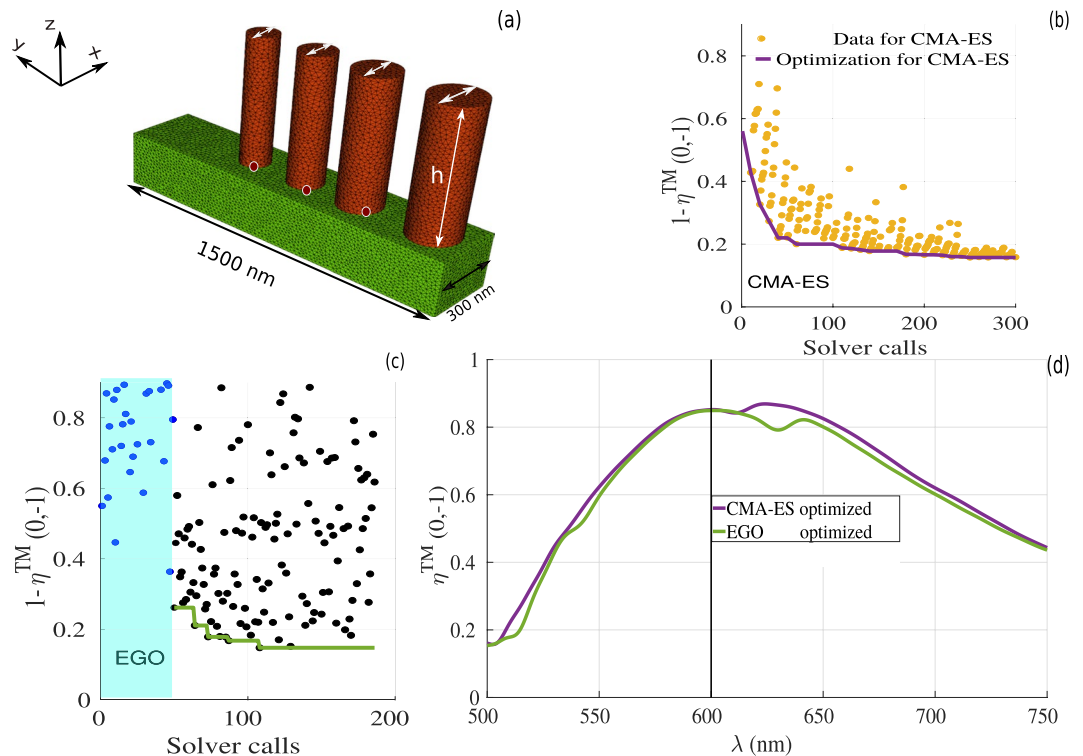 (a)
z
y
x
h
1500 nm
300 nm
(b)
Data for CMA-ES
Optimization for CMA-ES
0.8
0.6
0.4
0.2
0
1- η^TM (0,-1)
CMA-ES
0
100
200
300
Solver calls
(c)
0.8
0.6
0.4
0.2
0
1- η^TM (0,-1)
EGO
0
100
200
Solver calls
(d)
1
0.8
0.6
0.4
0.2
0
η^TM (0,-1)
CMA-ES optimized
EGO optimized
500
550
600
650
700
750
λ (nm)